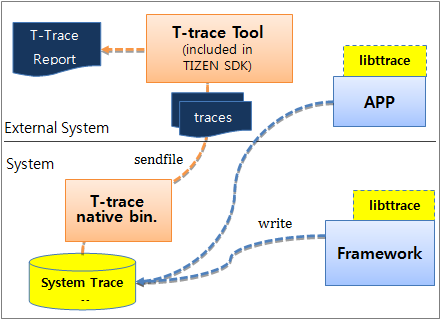 T-Trace
Report
T-trace Tool
(included in
TIZEN SDK)
libttrace
APP
traces
External System
System
sendfile
T-trace
native bin.
libttrace
write
Framework
System Trace
--